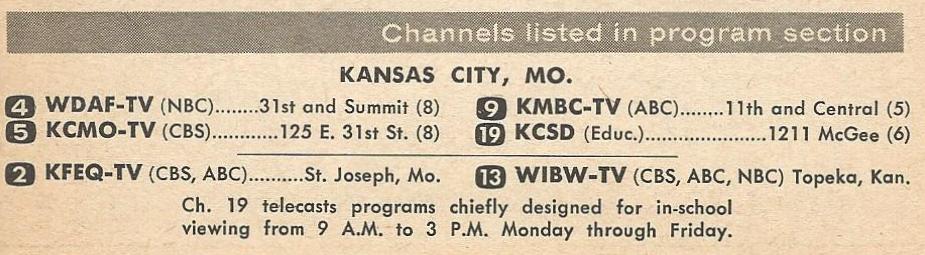 Channels listed in program section
KANSAS CITY, MO.
4 WDAF-TV (NBC)........31st and Summit (8)
5 KCMO-TV (CBS)............125 E. 31st St. (8)
9 KMBC-TV (ABC)........11th and Central (5)
19 KCSD (Educ.)......................1211 McGee (6)
2 KFEQ-TV (CBS, ABC)..........St. Joseph, Mo.
13 WIBW-TV (CBS, ABC, NBC) Topeka, Kan.
Ch. 19 telecasts programs chiefly designed for in-school
viewing from 9 A.M. to 3 P.M. Monday through Friday.